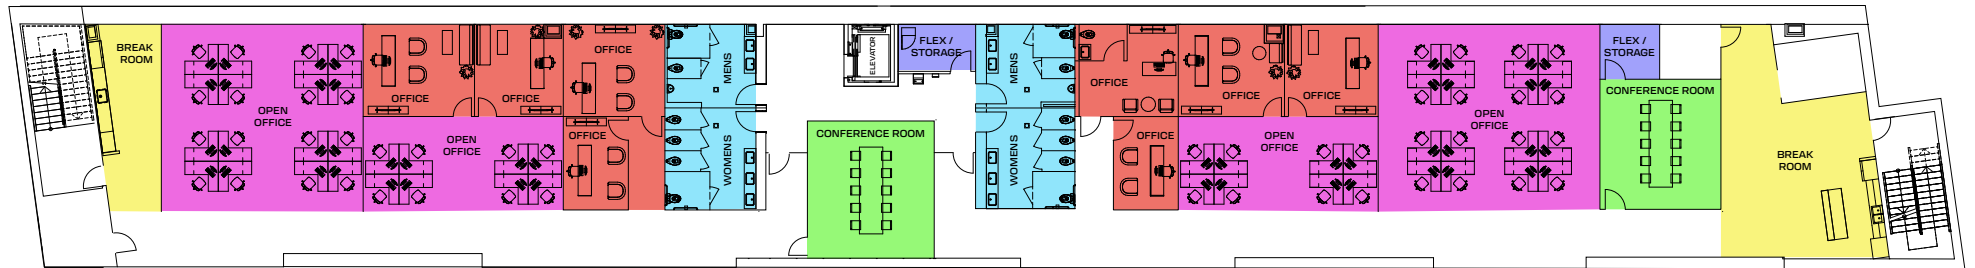 BREAK
ROOM
OPEN
OFFICE
OFFICE
OFFICE
OPEN
OFFICE
OFFICE
OFFICE
MENS
WOMENS
ELEVATOR
FLEX /
STORAGE
CONFERENCE ROOM
MENS
WOMENS
OFFICE
OFFICE
OFFICE
OFFICE
OPEN
OFFICE
OPEN
OFFICE
FLEX /
STORAGE
CONFERENCE ROOM
BREAK
ROOM